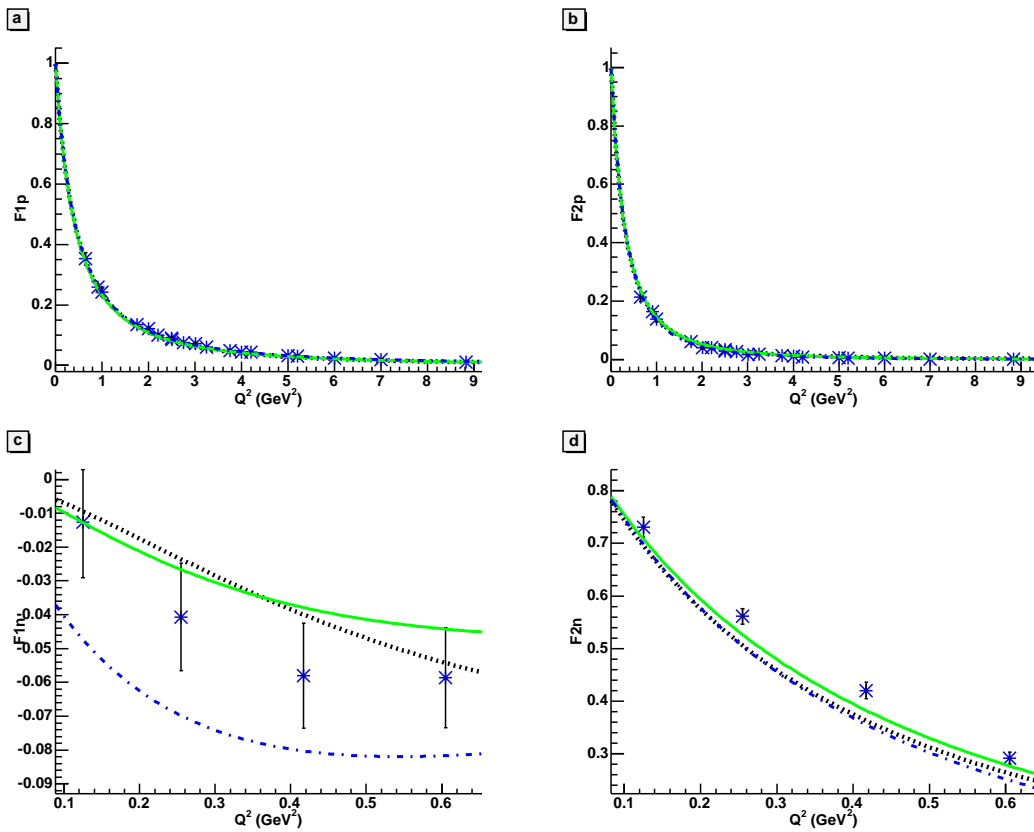 a
F1p
1
0.8
0.6
0.4
0.2
0
0 1 2 3 4 5 6 7 8 9
Q² (GeV²)
b
F2p
1
0.8
0.6
0.4
0.2
0
0 1 2 3 4 5 6 7 8 9
Q² (GeV²)
c
F1n
0
-0.01
-0.02
-0.03
-0.04
-0.05
-0.06
-0.07
-0.08
-0.09
0.1 0.2 0.3 0.4 0.5 0.6
Q² (GeV²)
d
F2n
0.8
0.7
0.6
0.5
0.4
0.3
0.1 0.2 0.3 0.4 0.5 0.6
Q² (GeV²)